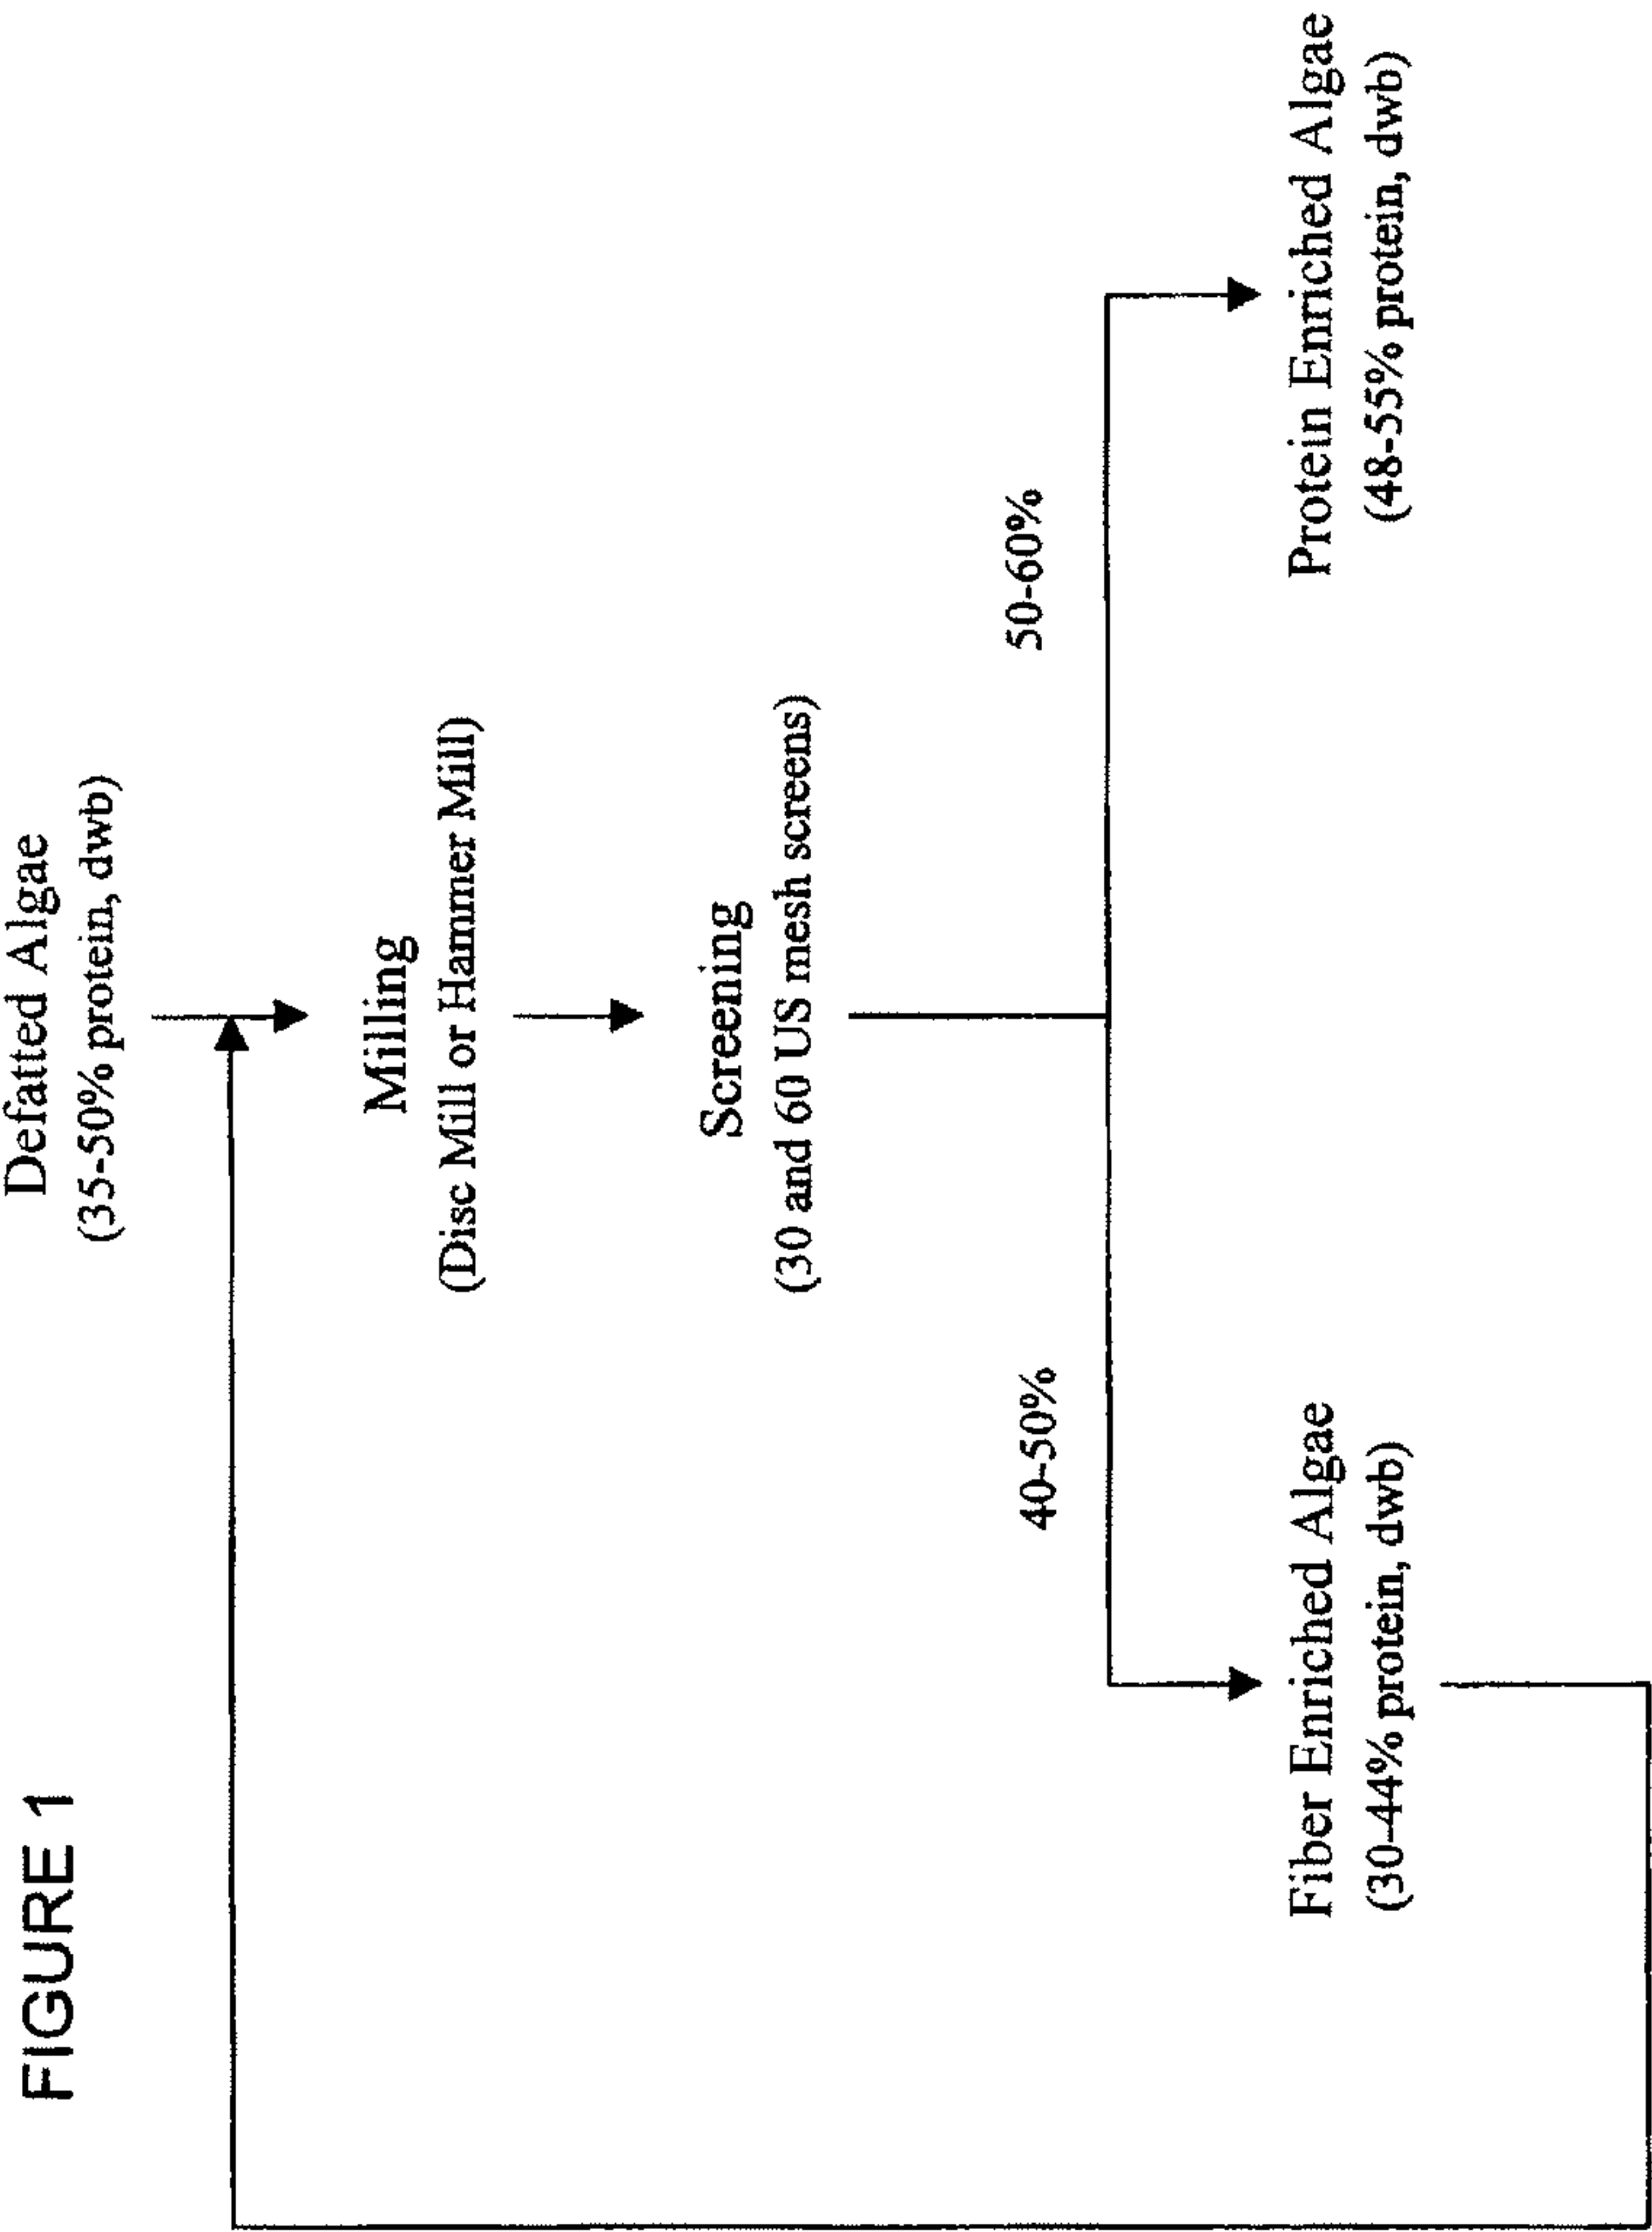 FIGURE 1
Defatted Algae
(35-50% protein, dwb)
Milling
(Disc Mill or Hammer Mill)
Screening
(30 and 60 US mesh screens)
40-50%
50-60%
Fiber Enriched Algae
(30-44% protein, dwb)
Protein Enriched Algae
(48-55% protein, dwb)